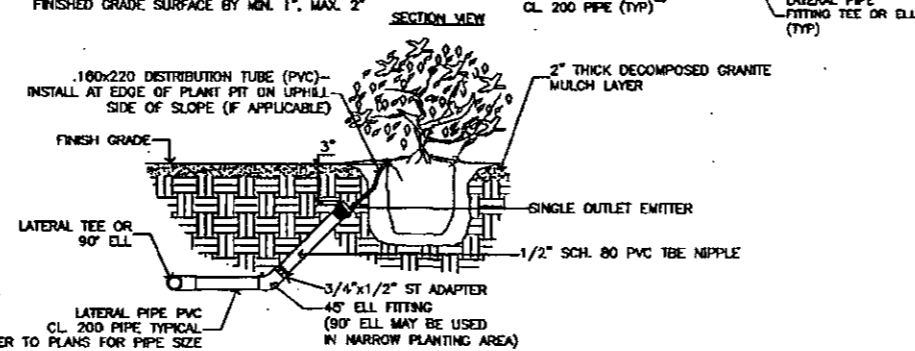 FINISHED GRADE SURFACE BY MIN. 1", MAX. 2"
SECTION VIEW
CL. 200 PIPE (TYP)
LATERAL PIPE
FITTING TEE OR ELL
(TYP)
.160x220 DISTRIBUTION TUBE (PVC)-
INSTALL AT EDGE OF PLANT PIT ON UPHILL
SIDE OF SLOPE (IF APPLICABLE)
2" THICK DECOMPOSED GRANITE
MULCH LAYER
FINISH GRADE
3"
SINGLE OUTLET EMITTER
LATERAL TEE OR
90° ELL
1/2" SCH. 80 PVC TBE NIPPLE
3/4"x1/2" ST ADAPTER
45° ELL FITTING
(90° ELL MAY BE USED
IN NARROW PLANTING AREA)
LATERAL PIPE PVC
CL. 200 PIPE TYPICAL
ER TO PLANS FOR PIPE SIZE